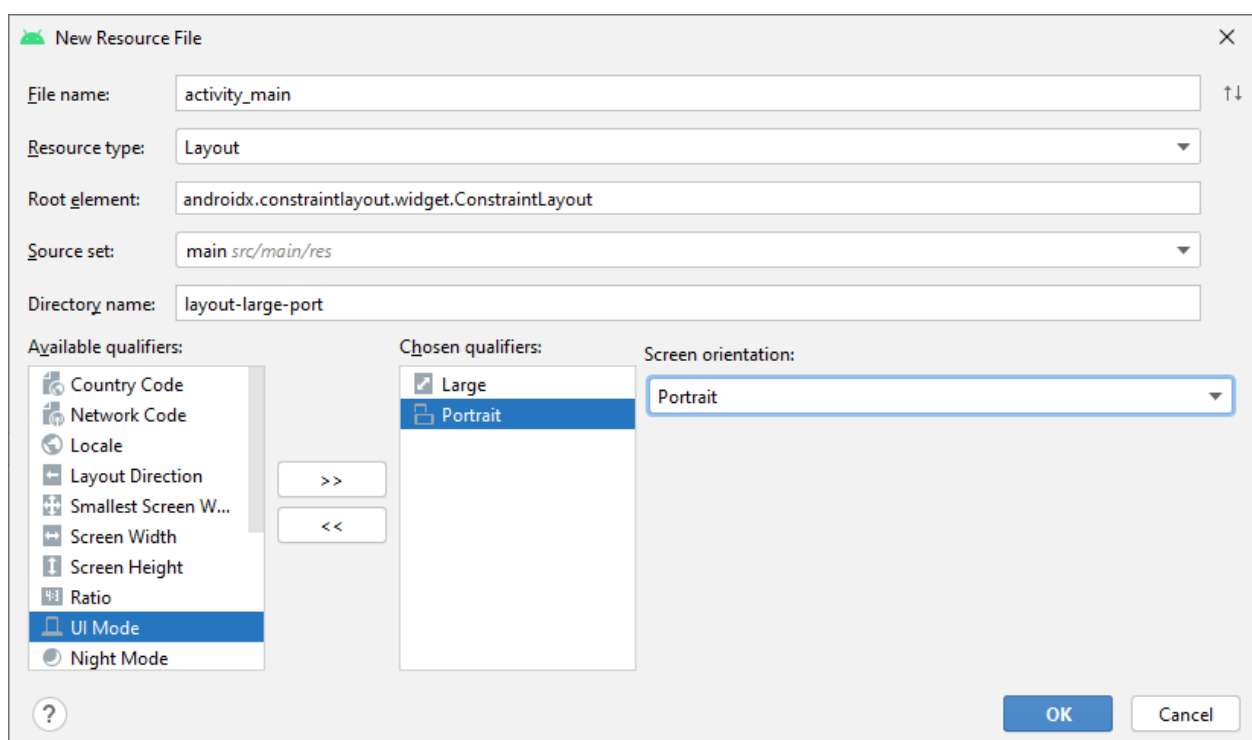 New Resource File
File name: activity_main
Resource type: Layout
Root element: androidx.constraintlayout.widget.ConstraintLayout
Source set: main src/main/res
Directory name: layout-large-port
Available qualifiers:
Country Code
Network Code
Locale
Layout Direction
Smallest Screen W...
Screen Width
Screen Height
Ratio
UI Mode
Night Mode
>>
<<
Chosen qualifiers:
Large
Portrait
Screen orientation:
Portrait
?
OK Cancel